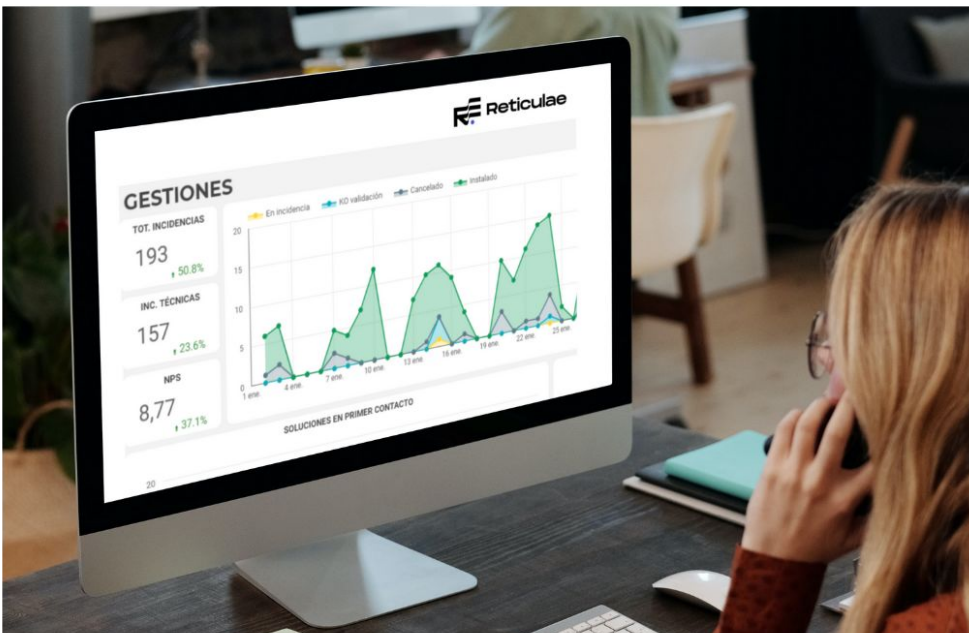 Reticulae
GESTIONES
TOT. INCIDENCIAS
193
50.8%
INC. TÉCNICAS
157
23.6%
NPS
8,77
37.1%
En incidencia
KO validación
Cancelado
Instalado
20
15
10
5
0
1 ene.
4 ene.
7 ene.
10 ene.
13 ene.
16 ene.
19 ene.
22 ene.
25 ene.
SOLUCIONES EN PRIMER CONTACTO
20